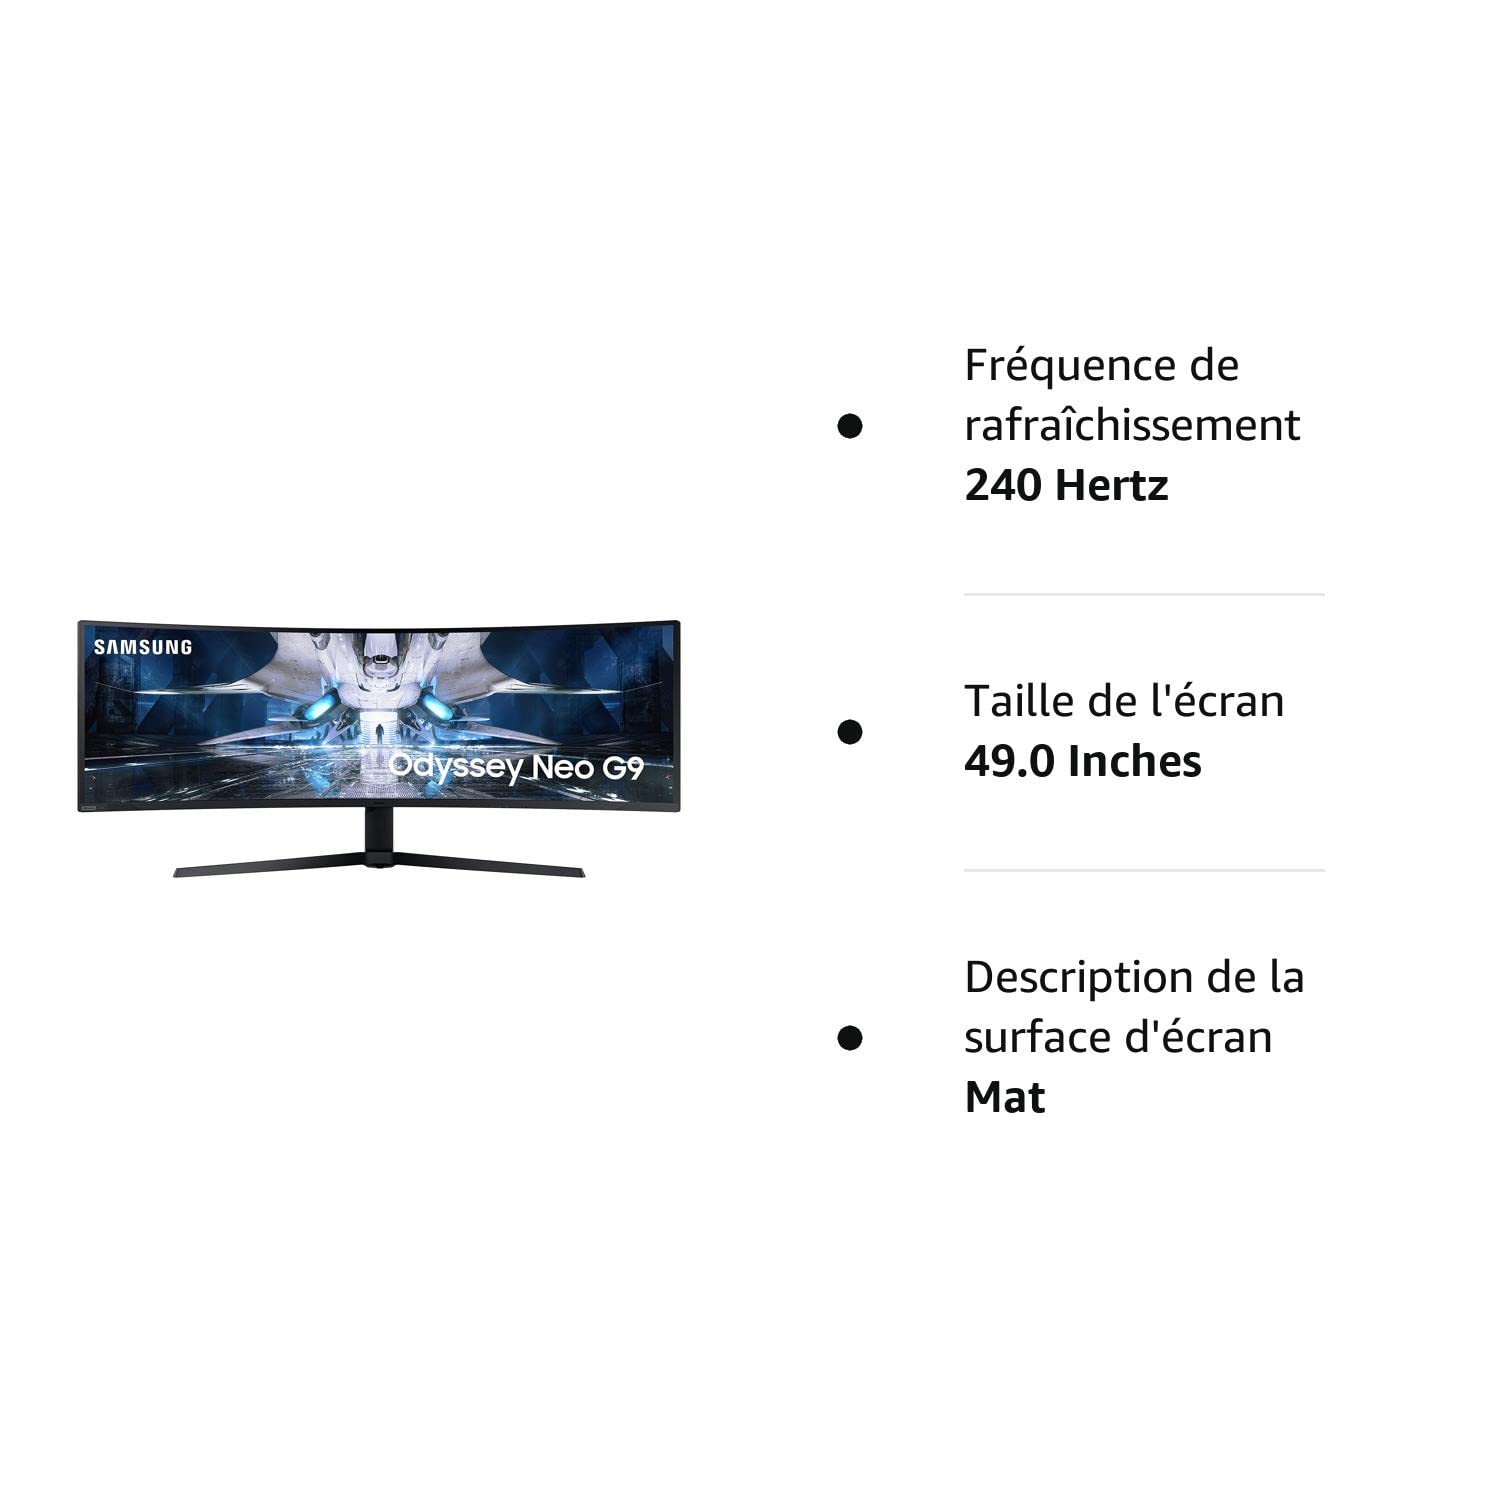 SAMSUNG
Odyssey Neo G9
Fréquence de
rafraîchissement
240 Hertz
Taille de l'écran
49.0 Inches
Description de la
surface d'écran
Mat